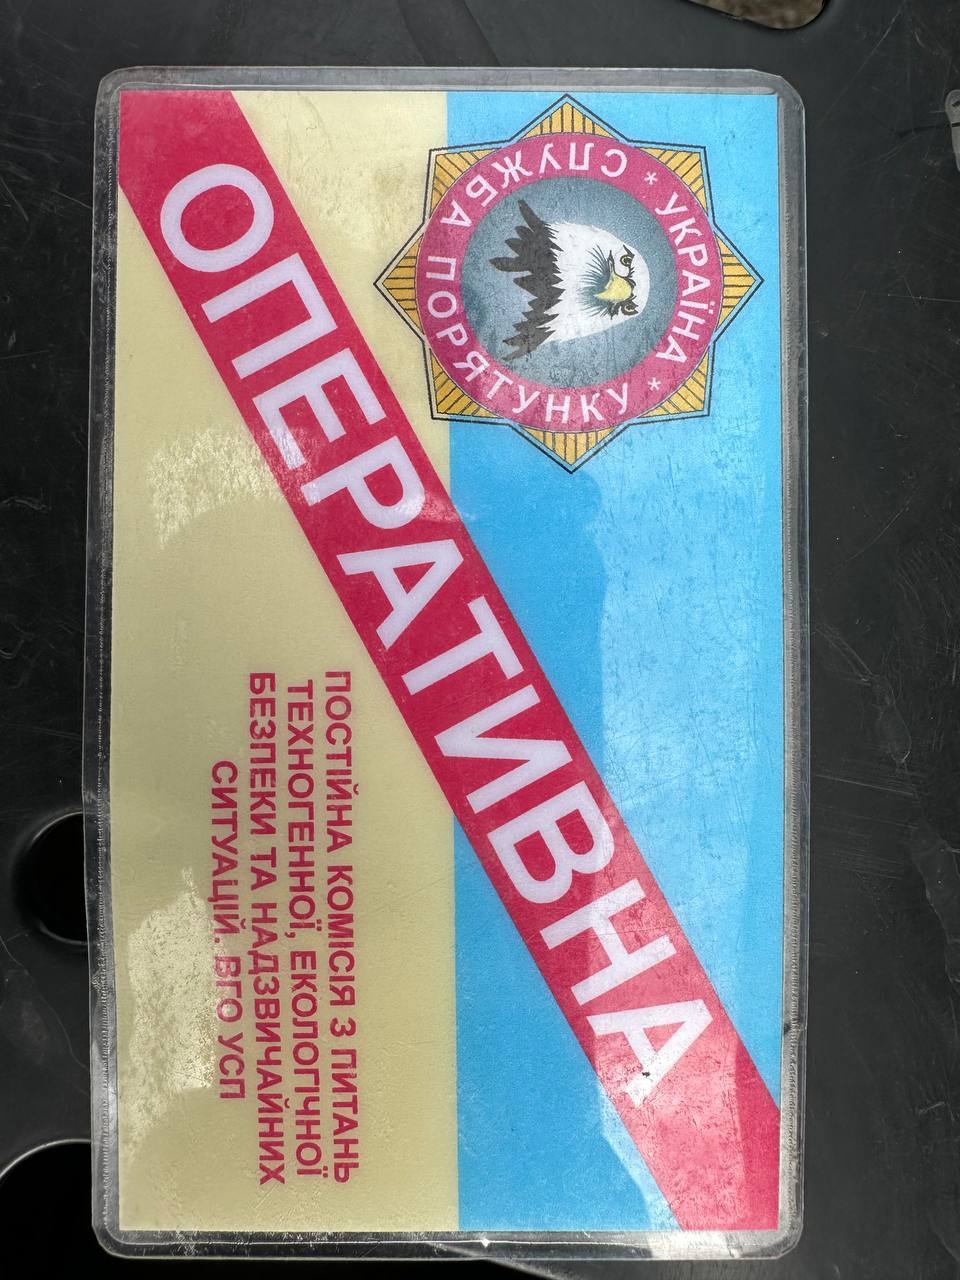 * УКРАЇНА *
СЛУЖБА ПОРЯТУНКУ
ОПЕРАТИВНА
ПОСТІЙНА КОМІСІЯ З ПИТАНЬ
ТЕХНОГЕННОЇ, ЕКОЛОГІЧНОЇ
БЕЗПЕКИ ТА НАДЗВИЧАЙНИХ
СИТУАЦІЙ. ВГО УСП